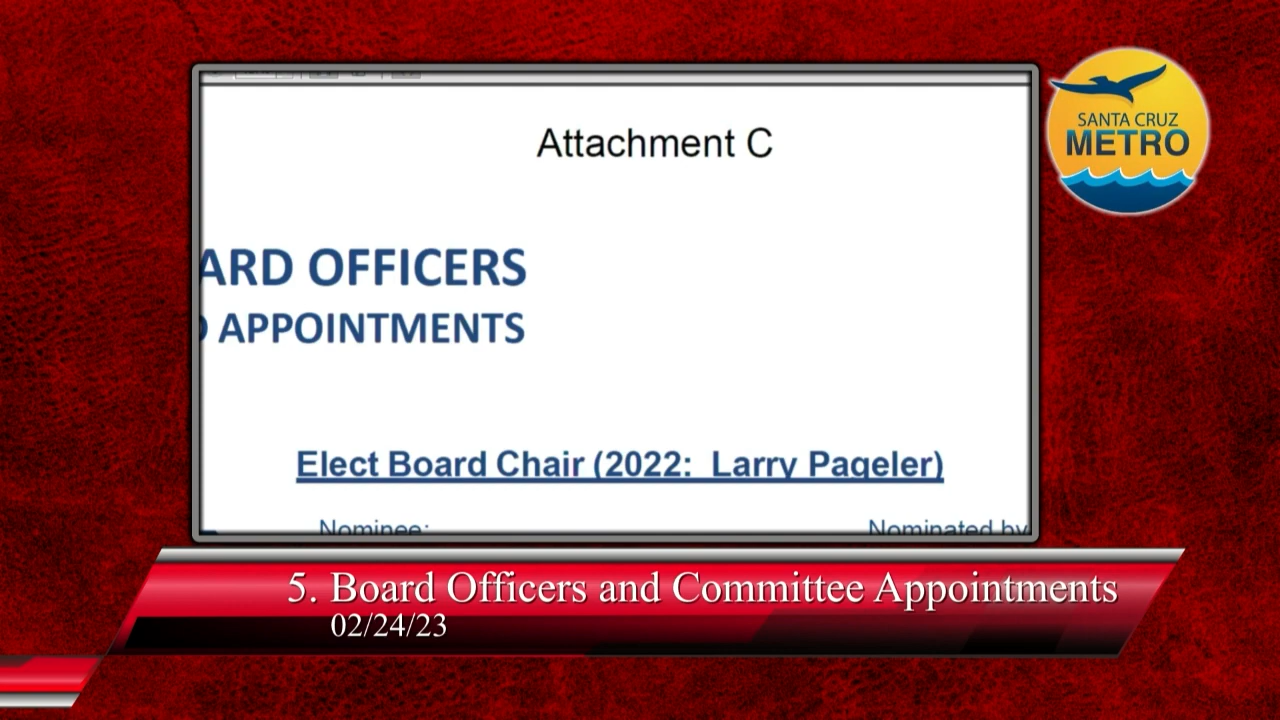 Attachment C
SANTA CRUZ
METRO
ARD OFFICERS
APPOINTMENTS
Elect Board Chair (2022: Larry Pageler)
Nominee:
Nominated by
5. Board Officers and Committee Appointments
02/24/23